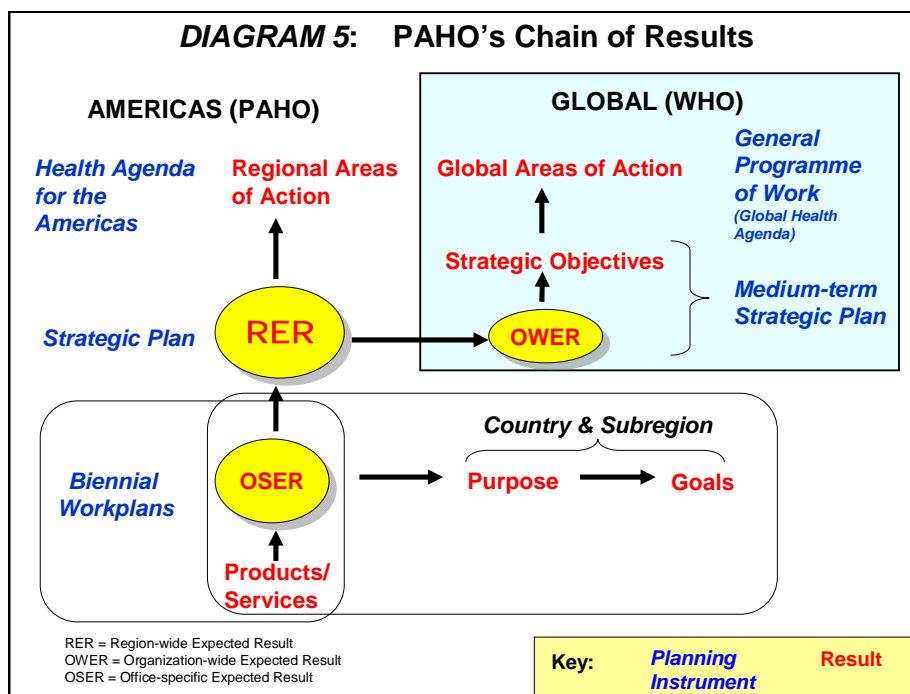 DIAGRAM 5: PAHO's Chain of Results
AMERICAS (PAHO)
GLOBAL (WHO)
Health Agenda
for the
Americas
Regional Areas
of Action
Global Areas of Action
General
Programme
of Work
(Global Health
Agenda)
Strategic Objectives
Medium-term
Strategic Plan
Strategic Plan
RER
OWER
Country & Subregion
Biennial
Workplans
OSER
Purpose
Goals
Products/
Services
RER = Region-wide Expected Result
OWER = Organization-wide Expected Result
OSER = Office-specific Expected Result
Key:
Planning
Instrument
Result